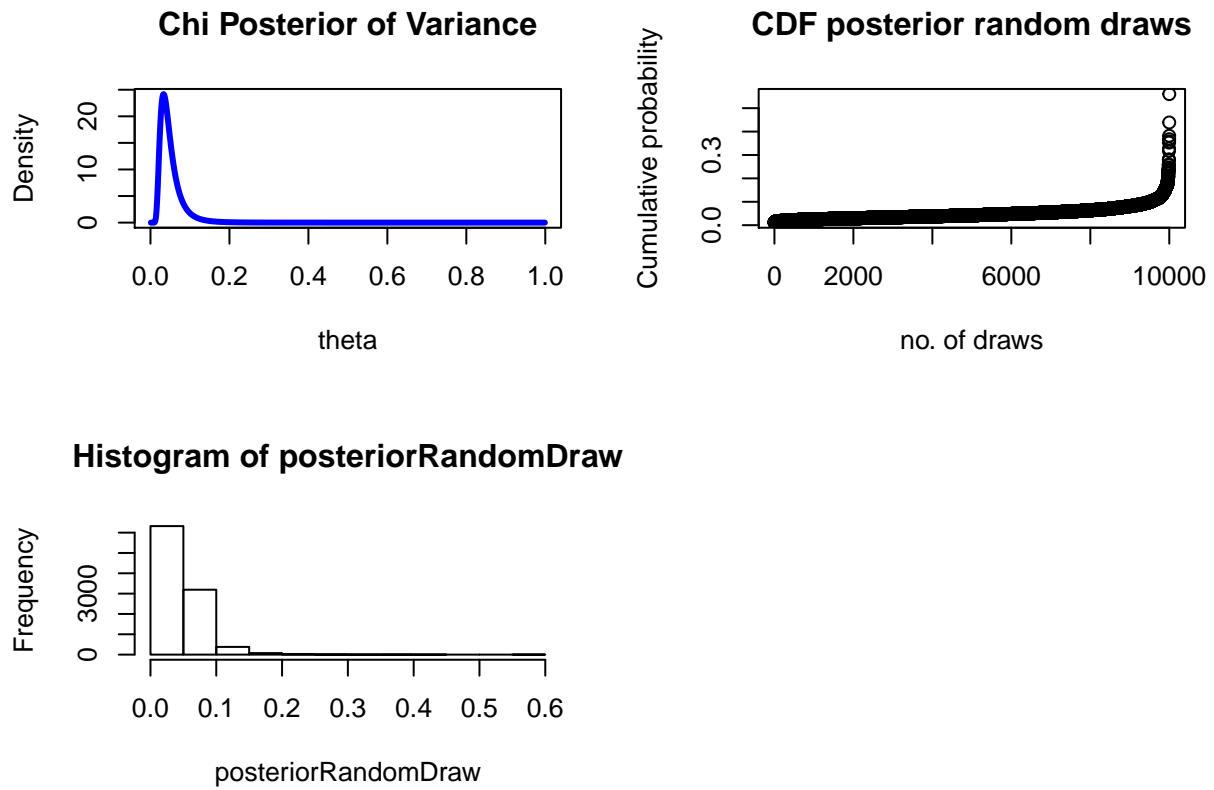 Chi Posterior of Variance
Density
0 10 20
0.0 0.2 0.4 0.6 0.8 1.0
theta
CDF posterior random draws
Cumulative probability
0.0 0.3
0 2000 6000 10000
no. of draws
Histogram of posteriorRandomDraw
Frequency
0 3000
0.0 0.1 0.2 0.3 0.4 0.5 0.6
posteriorRandomDraw